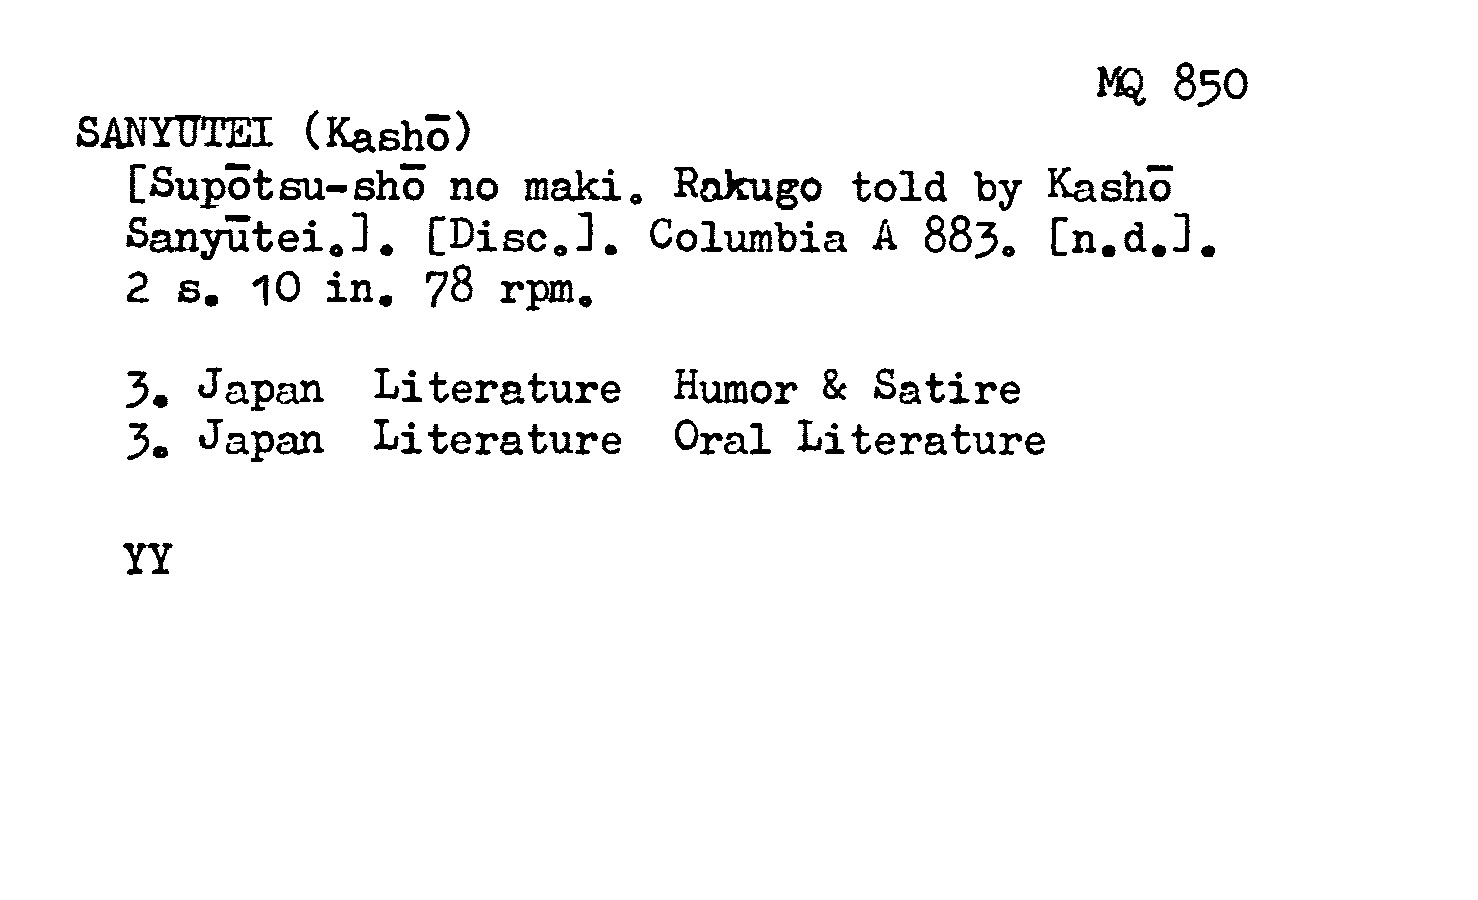 MQ 850
SANYŪTEI (Kashō)
[Supōtsu-shō no maki. Rakugo told by Kashō
Sanyūtei.]. [Disc.]. Columbia A 883. [n.d.].
2 s. 10 in. 78 rpm.
3. Japan Literature Humor & Satire
3. Japan Literature Oral Literature
YY